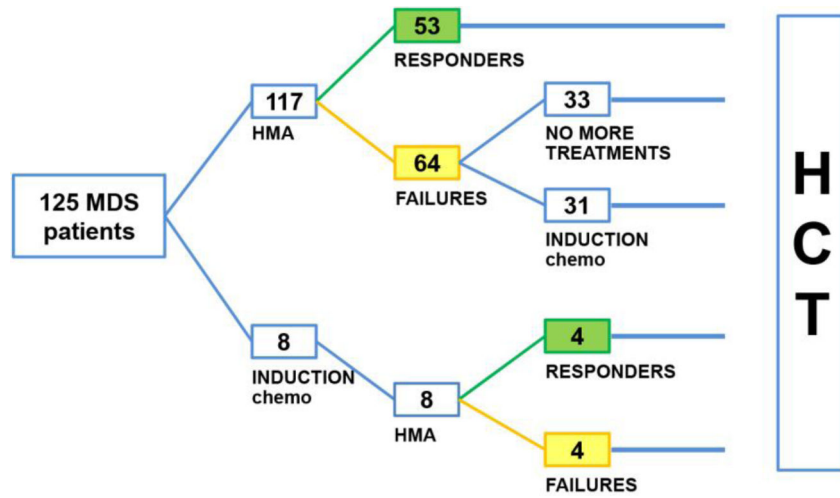 125 MDS
patients
117
HMA
53
RESPONDERS
64
FAILURES
33
NO MORE
TREATMENTS
31
INDUCTION
chemo
8
INDUCTION
chemo
8
HMA
4
RESPONDERS
4
FAILURES
H
C
T